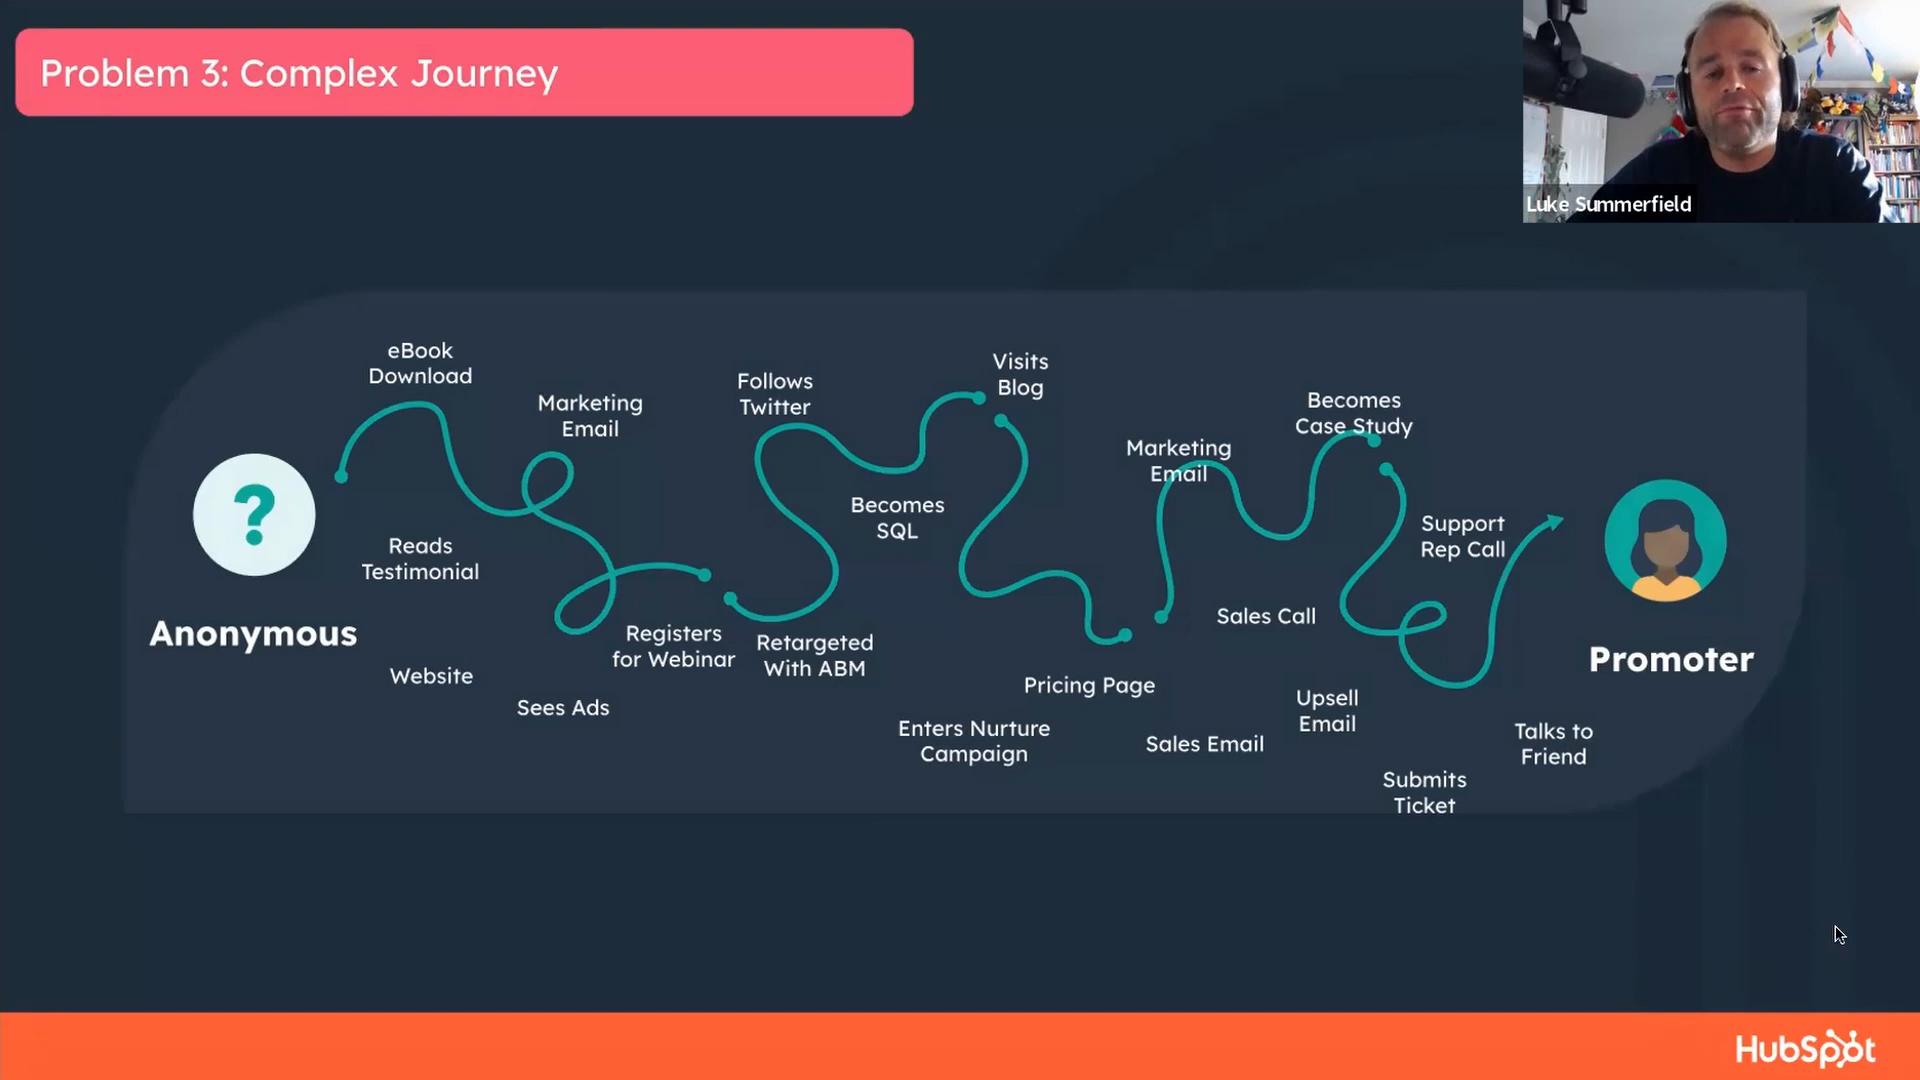 Problem 3: Complex Journey
Luke Summerfield
eBook
Download
Marketing
Email
Follows
Twitter
Visits
Blog
Becomes
Case Study
Marketing
Email
?
Reads
Testimonial
Becomes
SQL
Support
Rep Call
Anonymous
Website
Sees Ads
Registers
for Webinar
Retargeted
With ABM
Pricing Page
Enters Nurture
Campaign
Sales Call
Sales Email
Upsell
Email
Submits
Ticket
Talks to
Friend
Promoter
HubSpot